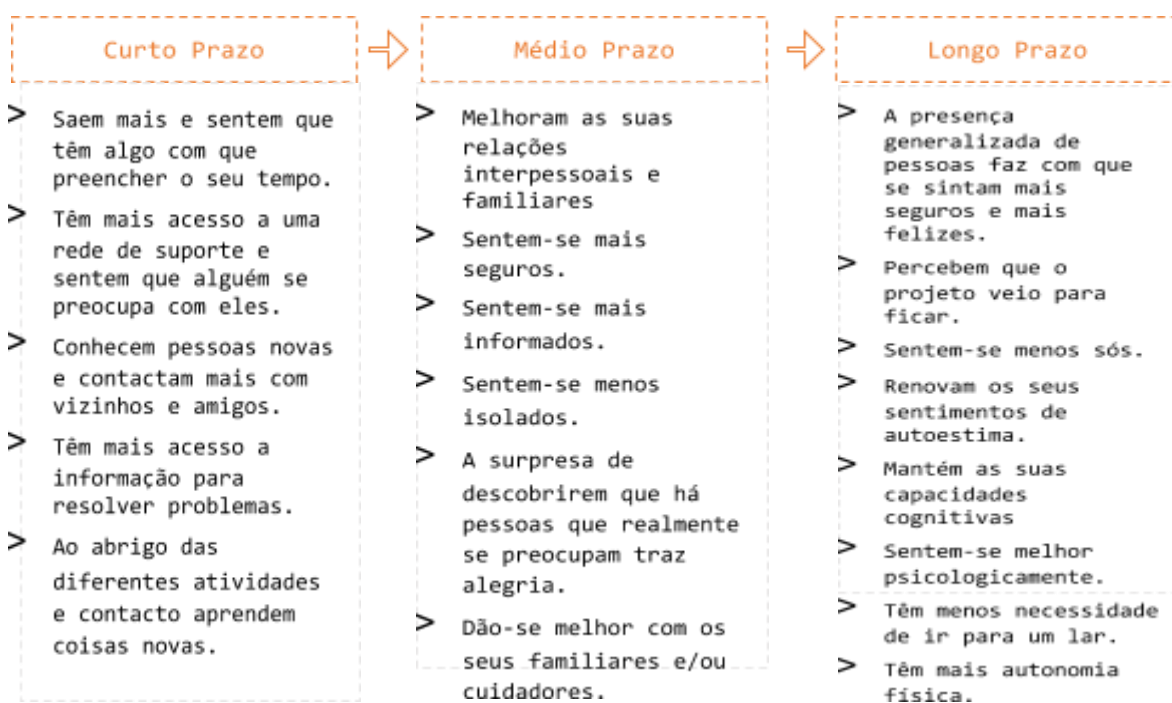 Curto Prazo
> Saem mais e sentem que
têm algo com que
preencher o seu tempo.
> Têm mais acesso a uma
rede de suporte e
sentem que alguém se
preocupa com eles.
> Conhecem pessoas novas
e contactam mais com
vizinhos e amigos.
> Têm mais acesso a
informação para
resolver problemas.
> Ao abrigo das
diferentes atividades
e contacto aprendem
coisas novas.
Médio Prazo
> Melhoram as suas
relações
interpessoais e
familiares
> Sentem-se mais
seguros.
> Sentem-se mais
informados.
> Sentem-se menos
isolados.
> A surpresa de
descobrirem que há
pessoas que realmente
se preocupam traz
alegria.
> Dão-se melhor com os
seus familiares e/ou
cuidadores.
Longo Prazo
> A presença
generalizada de
pessoas faz com que
se sintam mais
seguros e mais
felizes.
> Percebem que o
projeto veio para
ficar.
> Sentem-se menos sós.
> Renovam os seus
sentimentos de
autoestima.
> Mantém as suas
capacidades
cognitivas
> Sentem-se melhor
psicologicamente.
> Têm menos necessidade
de ir para um lar.
> Têm mais autonomia
física.